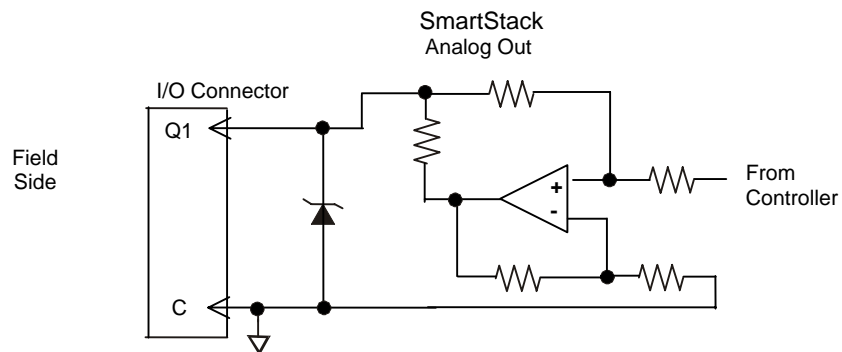 SmartStack
Analog Out
I/O Connector
Q1
Field
Side
+
-
From
Controller
C